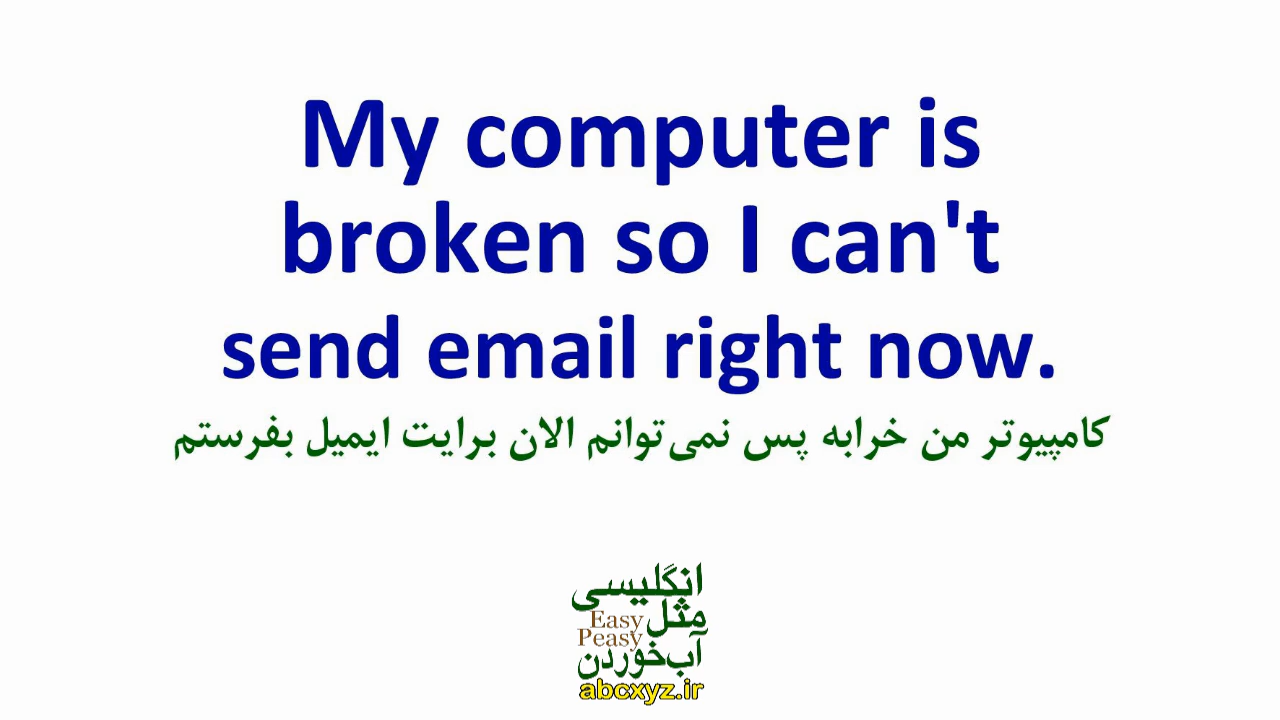 My computer is
broken so I can't
send email right now.
کامپیوتر من خرابه پس نمی‌توانم الان برایت ایمیل بفرستم
انگلیسی
مثل
Easy
Peasy
آب‌خوردن
abcxyz.ir